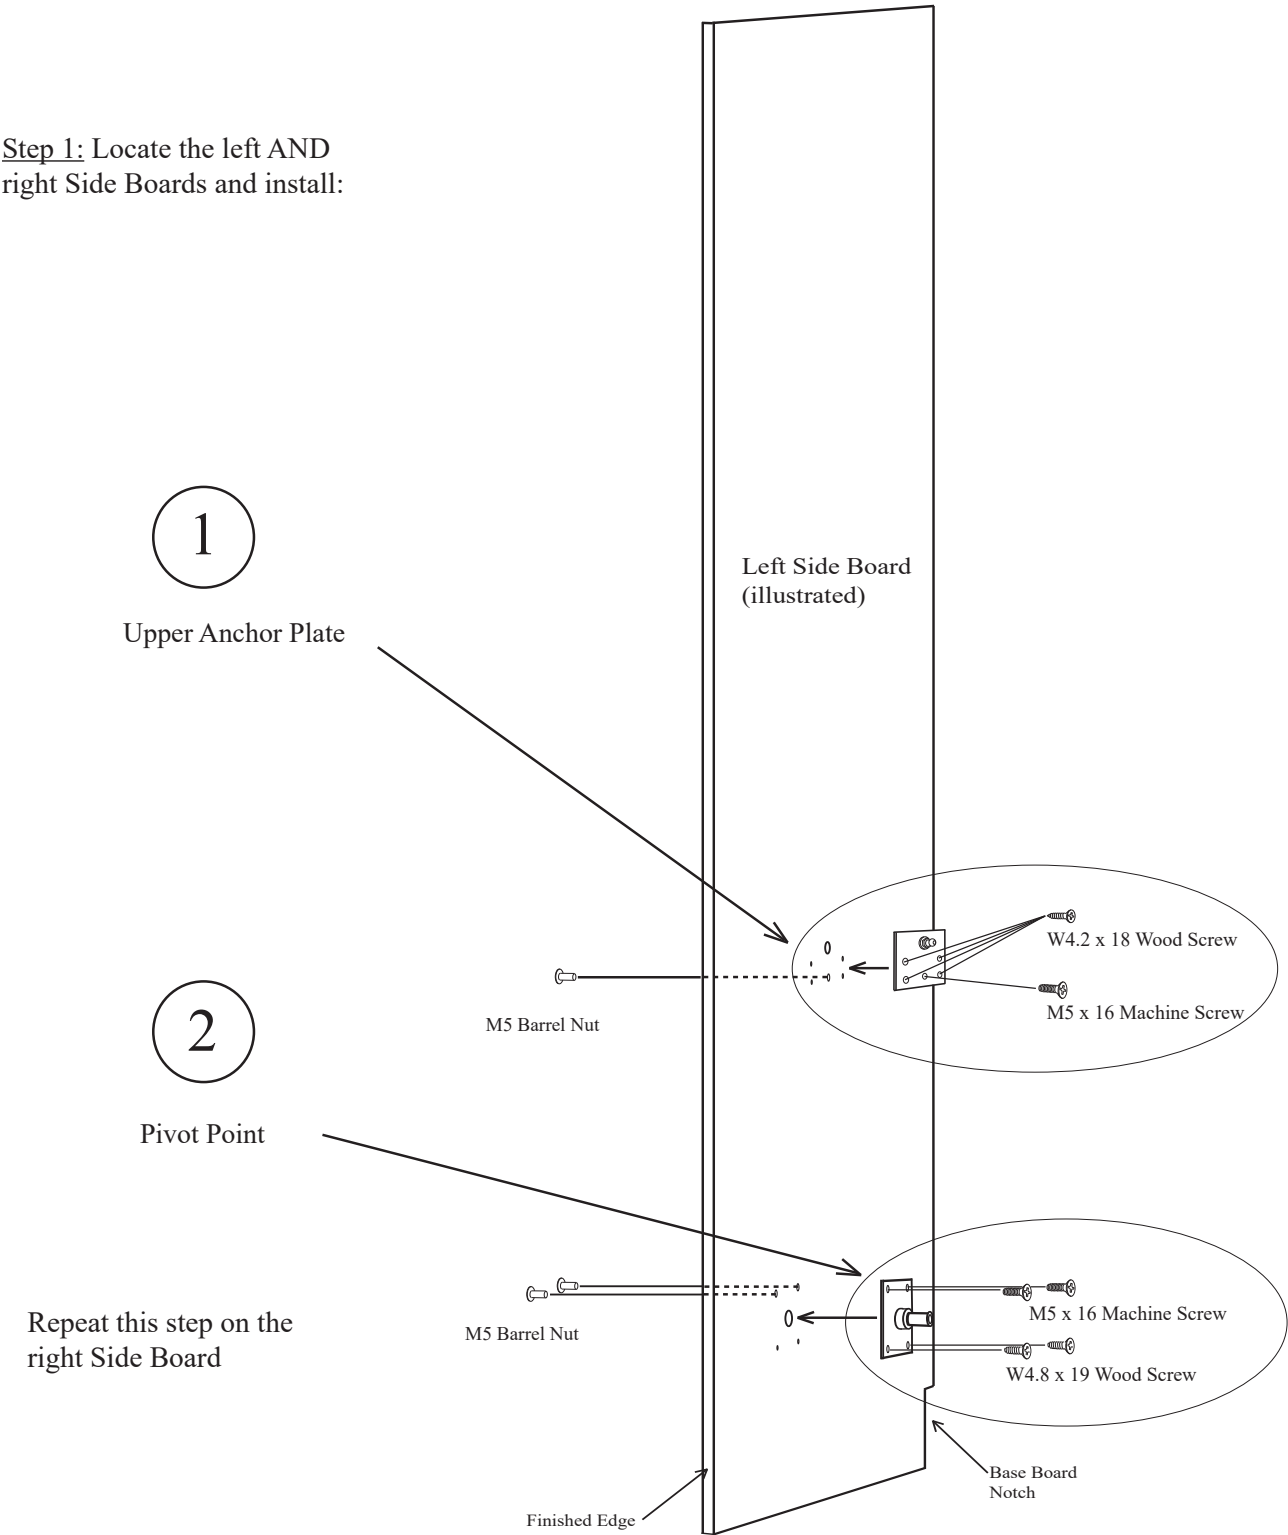 Step 1: Locate the left AND
right Side Boards and install:
1
Upper Anchor Plate
Left Side Board
(illustrated)
W4.2 x 18 Wood Screw
M5 x 16 Machine Screw
M5 Barrel Nut
2
Pivot Point
Repeat this step on the
right Side Board
M5 Barrel Nut
M5 x 16 Machine Screw
W4.8 x 19 Wood Screw
Base Board
Notch
Finished Edge